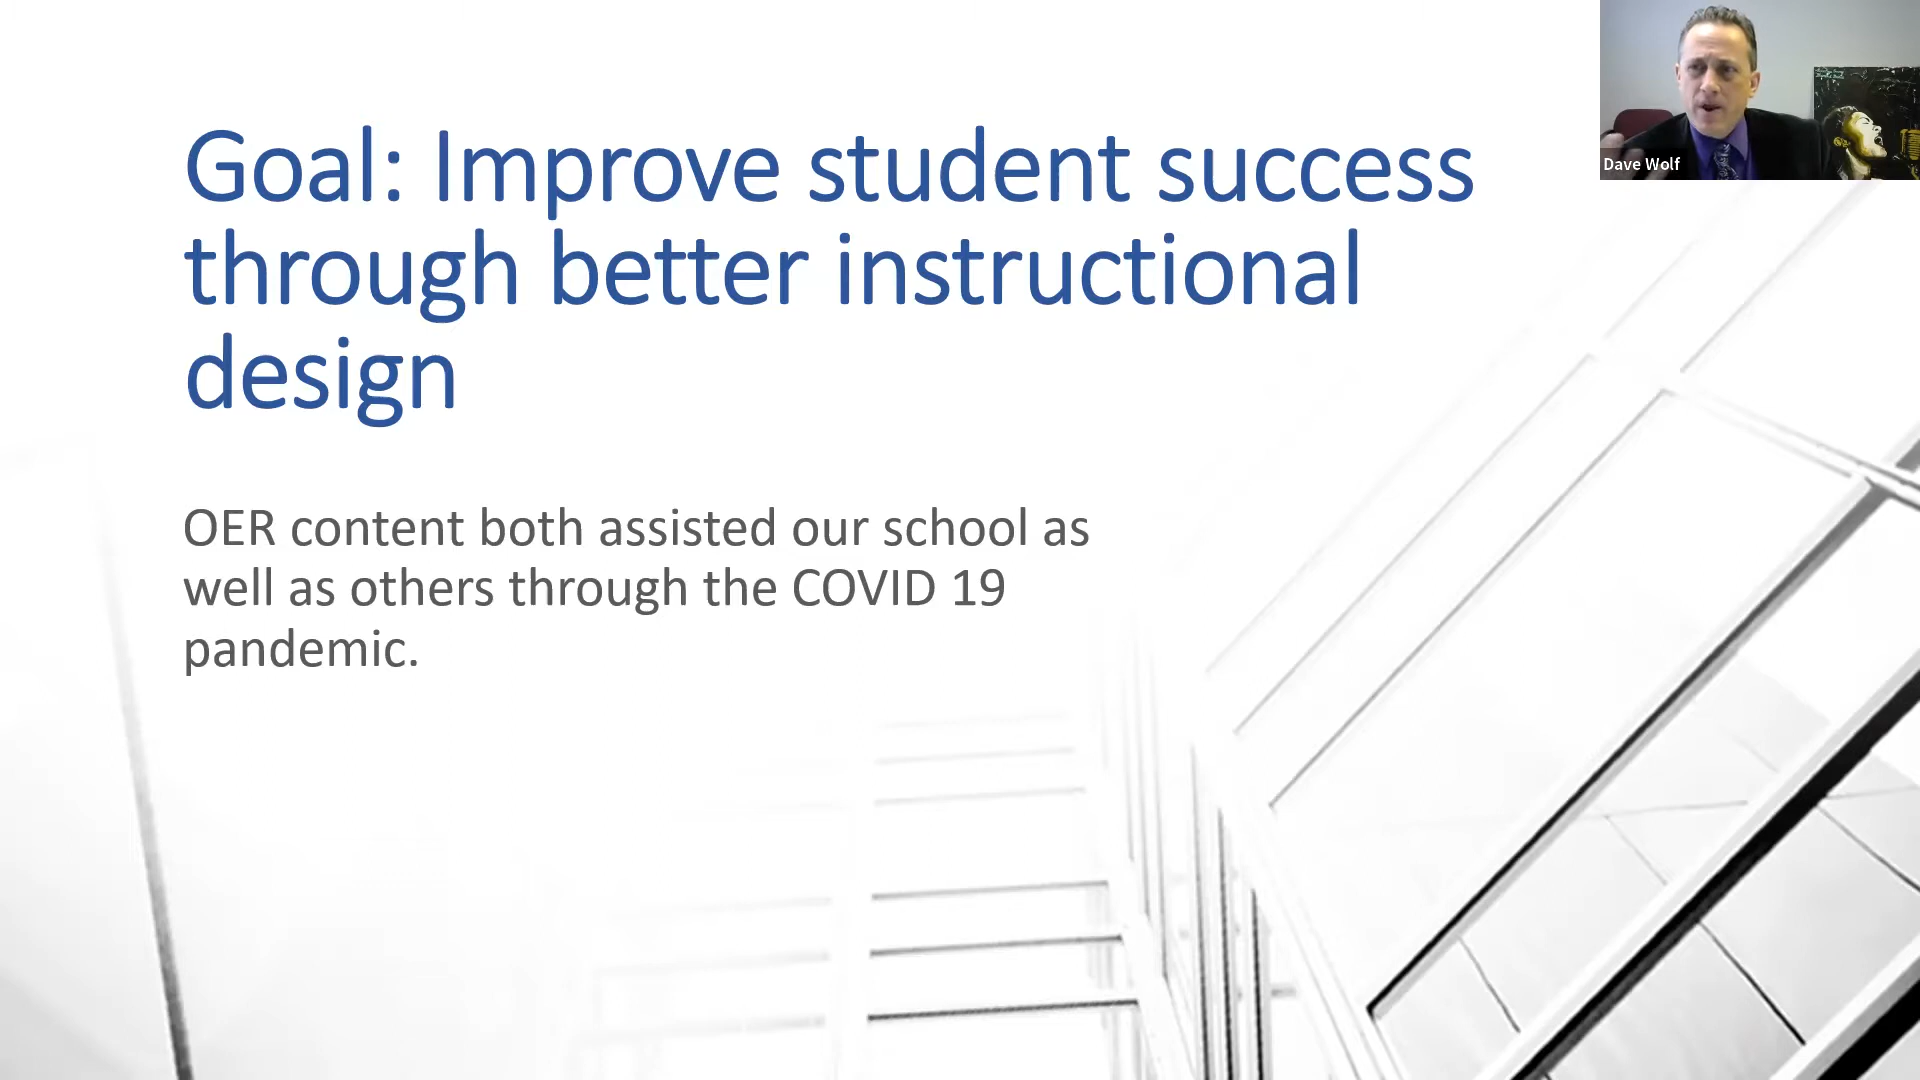 Goal: Improve student success
through better instructional
design
OER content both assisted our school as
well as others through the COVID 19
pandemic.
Dave Wolf